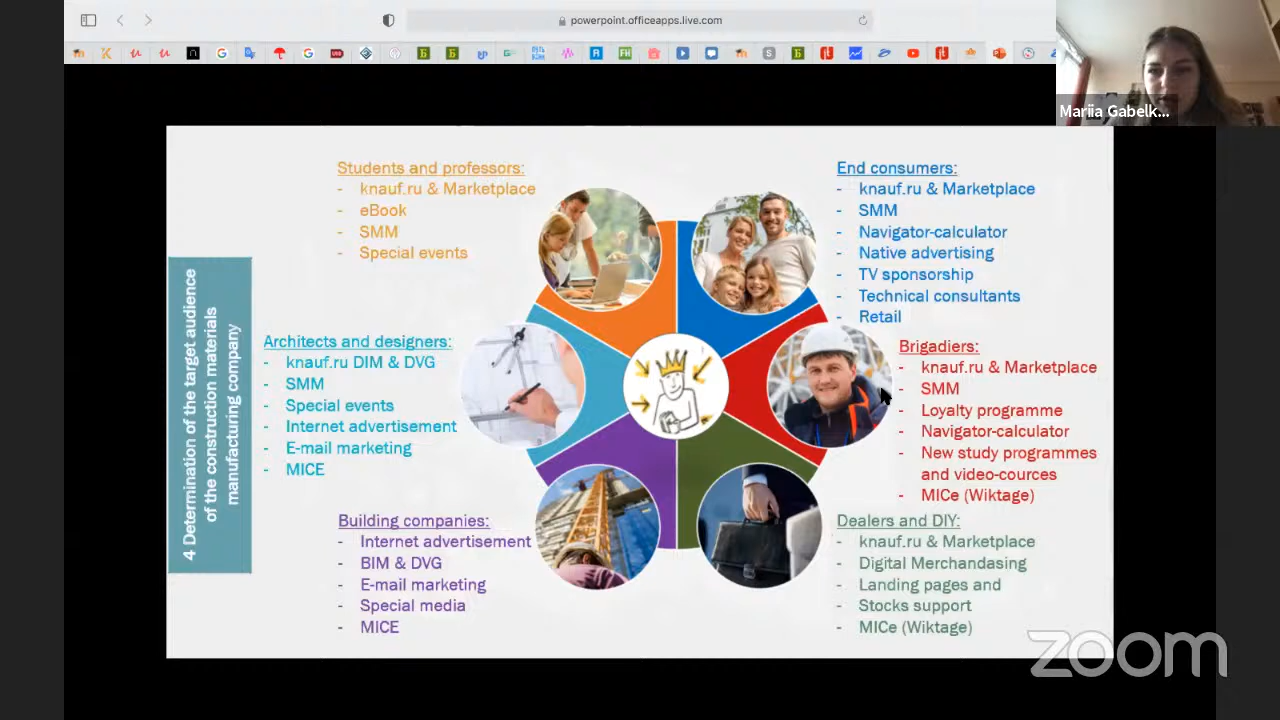 powerpoint.officeapps.live.com
Mariia Gabelk...
4 Determination of the target audience
of the construction materials
manufacturing company
Students and professors:
- knauf.ru & Marketplace
- eBook
- SMM
- Special events
End consumers:
- knauf.ru & Marketplace
- SMM
- Navigator-calculator
- Native advertising
- TV sponsorship
- Technical consultants
- Retail
Architects and designers:
- knauf.ru DIM & DVG
- SMM
- Special events
- Internet advertisement
- E-mail marketing
- MICE
Brigadiers:
- knauf.ru & Marketplace
- SMM
- Loyalty programme
- Navigator-calculator
- New study programmes
and video-cources
- MICe (Wiktage)
Building companies:
- Internet advertisement
- BIM & DVG
- E-mail marketing
- Special media
- MICE
Dealers and DIY:
- knauf.ru & Marketplace
- Digital Merchandasing
- Landing pages and
- Stocks support
- MICe (Wiktage)
zoom